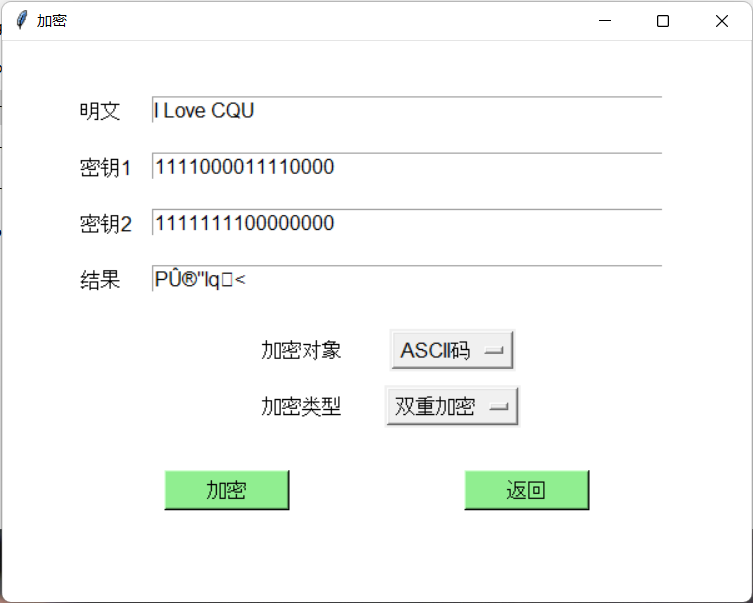 加密
明文 I Love CQU
密钥1 1111000011110000
密钥2 1111111100000000
结果 PÛ®"Iq□<
加密对象 ASCII码
加密类型 双重加密
加密 返回